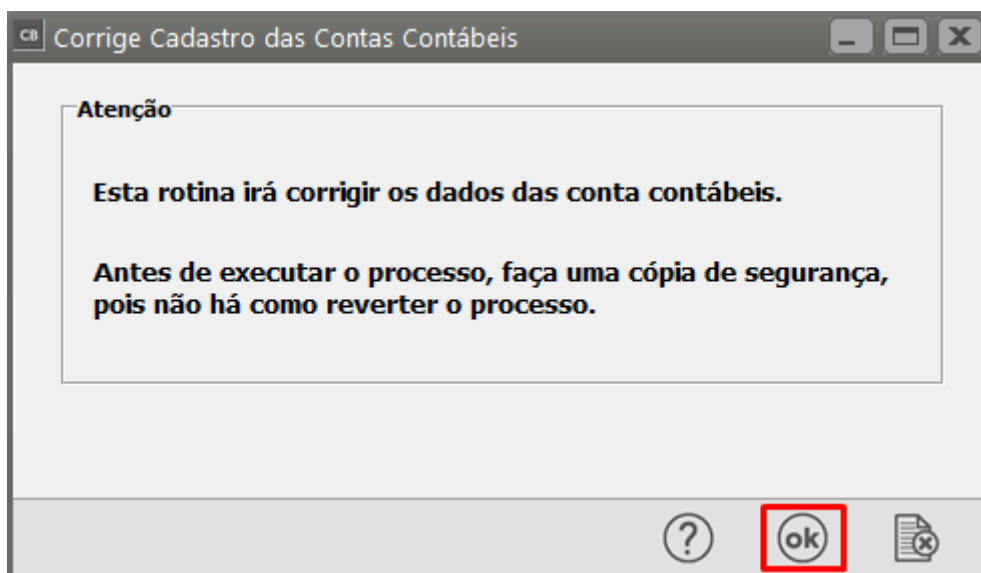 CB Corrige Cadastro das Contas Contábeis
Atenção
Esta rotina irá corrigir os dados das conta contábeis.
Antes de executar o processo, faça uma cópia de segurança,
pois não há como reverter o processo.
? ok